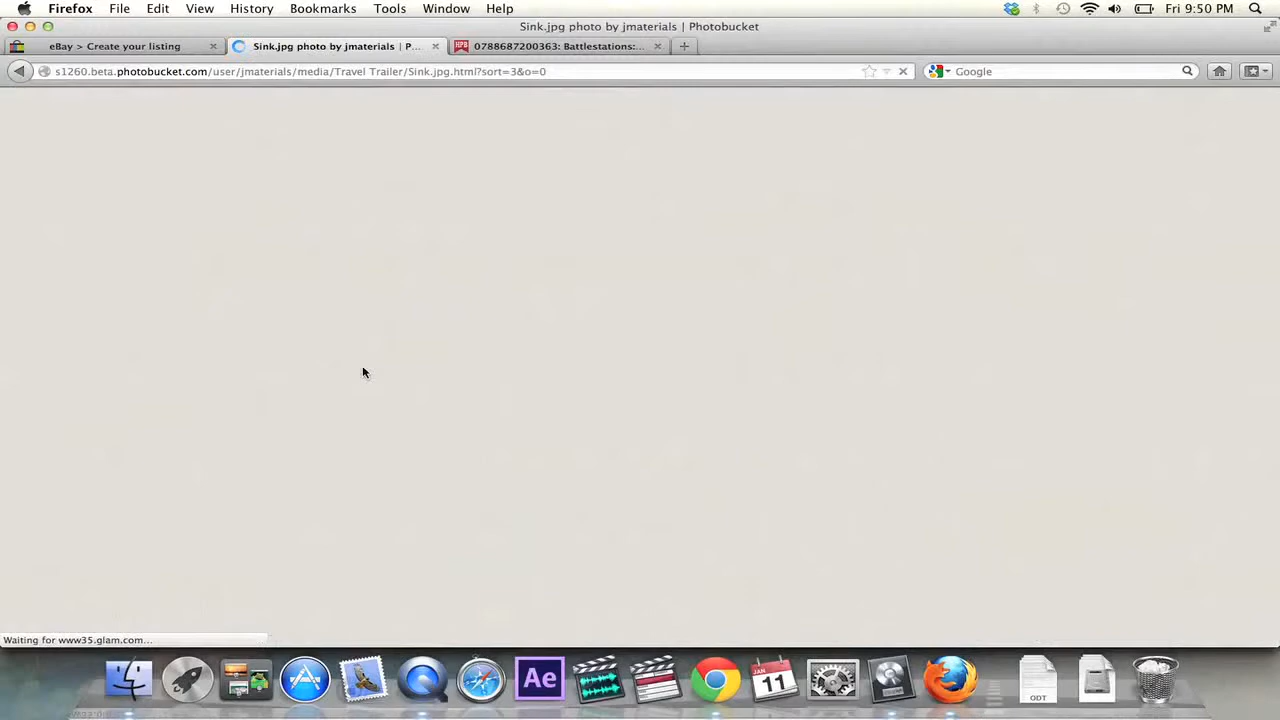 Firefox File Edit View History Bookmarks Tools Window Help Fri 9:50 PM
Sink.jpg photo by jmaterials | Photobucket
eBay > Create your listing Sink.jpg photo by jmaterials | P... HPB 0788687200363: Battlestations:...
s1260.beta.photobucket.com/user/jmaterials/media/Travel Trailer/Sink.jpg.html?sort=3&o=0 Google
Waiting for www35.glam.com...
Ae JAN 11 ODT